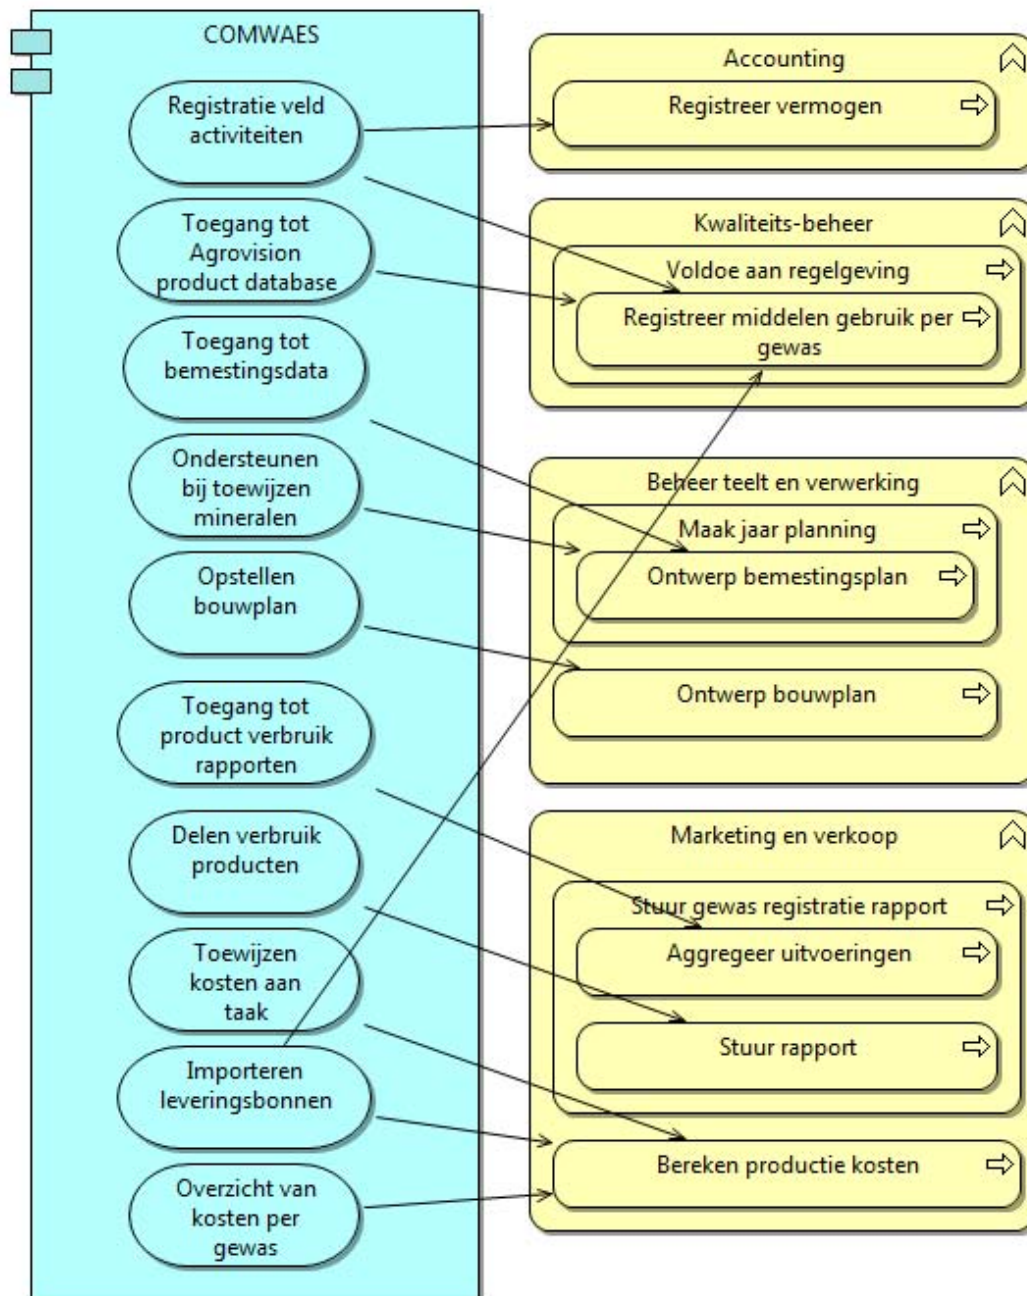 COMWAES
Registratie veld
activiteiten
Toegang tot
Agrovision
product database
Toegang tot
bemestingsdata
Ondersteunen
bij toewijzen
mineralen
Opstellen
bouwplan
Toegang tot
product verbruik
rapporten
Delen verbruik
producten
Toewijzen
kosten aan
taak
Importeren
leveringsbonnen
Overzicht van
kosten per
gewas
Accounting
Registreer vermogen
Kwaliteits-beheer
Voldoe aan regelgeving
Registreer middelen gebruik per
gewas
Beheer teelt en verwerking
Maak jaar planning
Ontwerp bemestingsplan
Ontwerp bouwplan
Marketing en verkoop
Stuur gewas registratie rapport
Aggregeer uitvoeringen
Stuur rapport
Bereken productie kosten